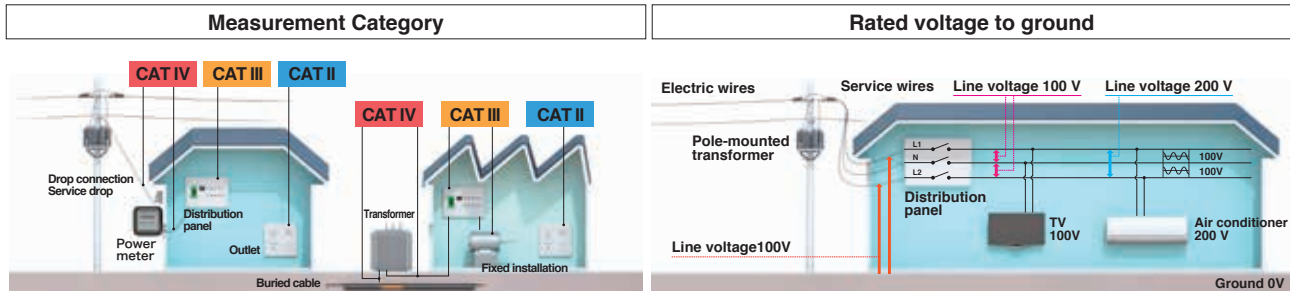 Measurement Category
CAT IV
CAT III
CAT II
CAT IV
CAT III
CAT II
Drop connection
Service drop
Power
meter
Distribution
panel
Outlet
Transformer
Fixed installation
Buried cable
Rated voltage to ground
Electric wires
Service wires
Line voltage 100 V
Line voltage 200 V
Pole-mounted
transformer
L1
N
L2
100V
100V
Distribution
panel
TV
100V
Air conditioner
200 V
Line voltage100V
Ground 0V